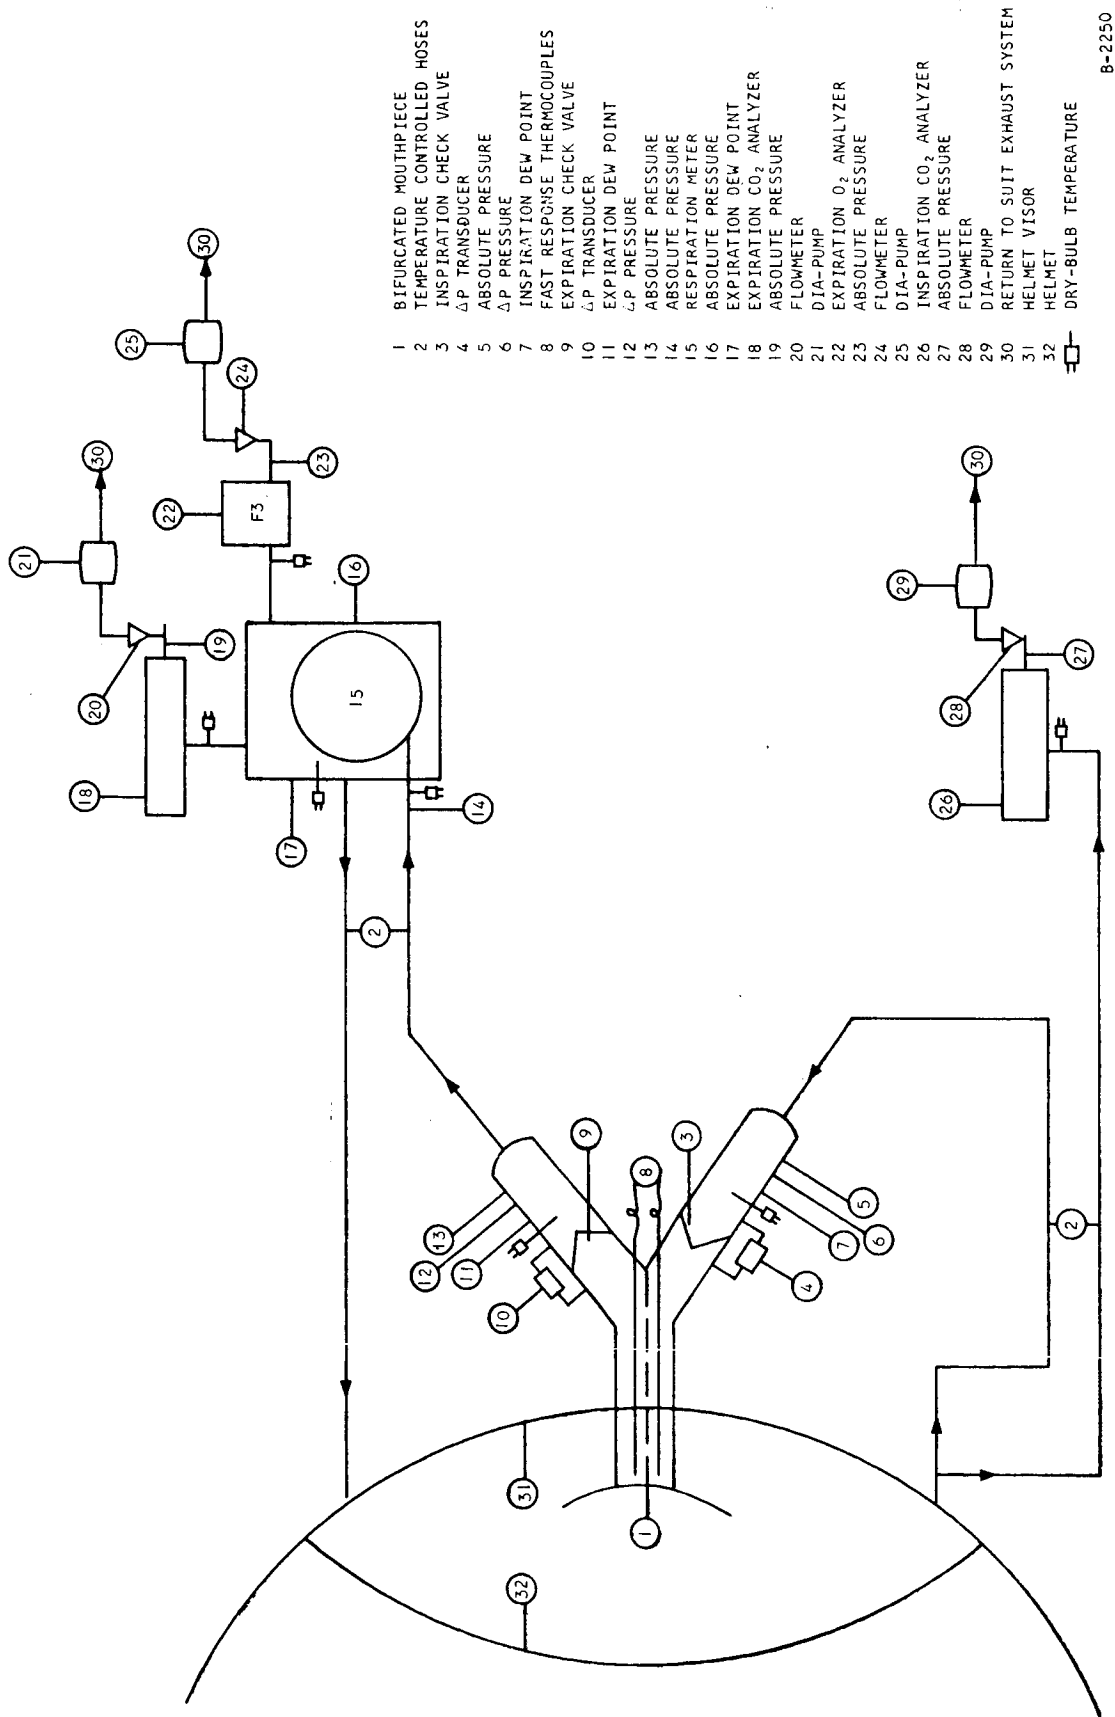 1 BIFURCATED MOUTHPIECE
2 TEMPERATURE CONTROLLED HOSES
3 INSPIRATION CHECK VALVE
4 ΔP TRANSDUCER
5 ABSOLUTE PRESSURE
6 ΔP PRESSURE
7 INSPIRATION DEW POINT
8 FAST RESPONSE THERMOCOUPLES
9 EXPIRATION CHECK VALVE
10 ΔP TRANSDUCER
11 EXPIRATION DEW POINT
12 ΔP PRESSURE
13 ABSOLUTE PRESSURE
14 ABSOLUTE PRESSURE
15 RESPIRATION METER
16 ABSOLUTE PRESSURE
17 EXPIRATION DEW POINT
18 EXPIRATION CO₂ ANALYZER
19 ABSOLUTE PRESSURE
20 FLOWMETER
21 DIA-PUMP
22 EXPIRATION O₂ ANALYZER
23 ABSOLUTE PRESSURE
24 FLOWMETER
25 DIA-PUMP
26 INSPIRATION CO₂ ANALYZER
27 ABSOLUTE PRESSURE
28 FLOWMETER
29 DIA-PUMP
30 RETURN TO SUIT EXHAUST SYSTEM
31 HELMET VISOR
32 HELMET
DRY-BULB TEMPERATURE
B-2250
21
30
25
30
20
19
24
18
22
F3
23
17
15
16
14
2
13
12
11
10
9
8
3
4
7
6
5
2
32
31
1
26
28
29
27
30